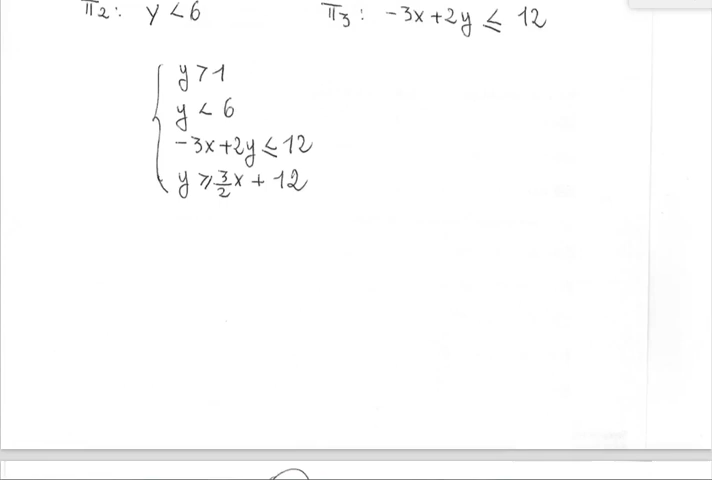 π2: y < 6 π3: -3x + 2y ≤ 12
y > 1
y < 6
-3x + 2y ≤ 12
y ≥ 3/2 x + 12